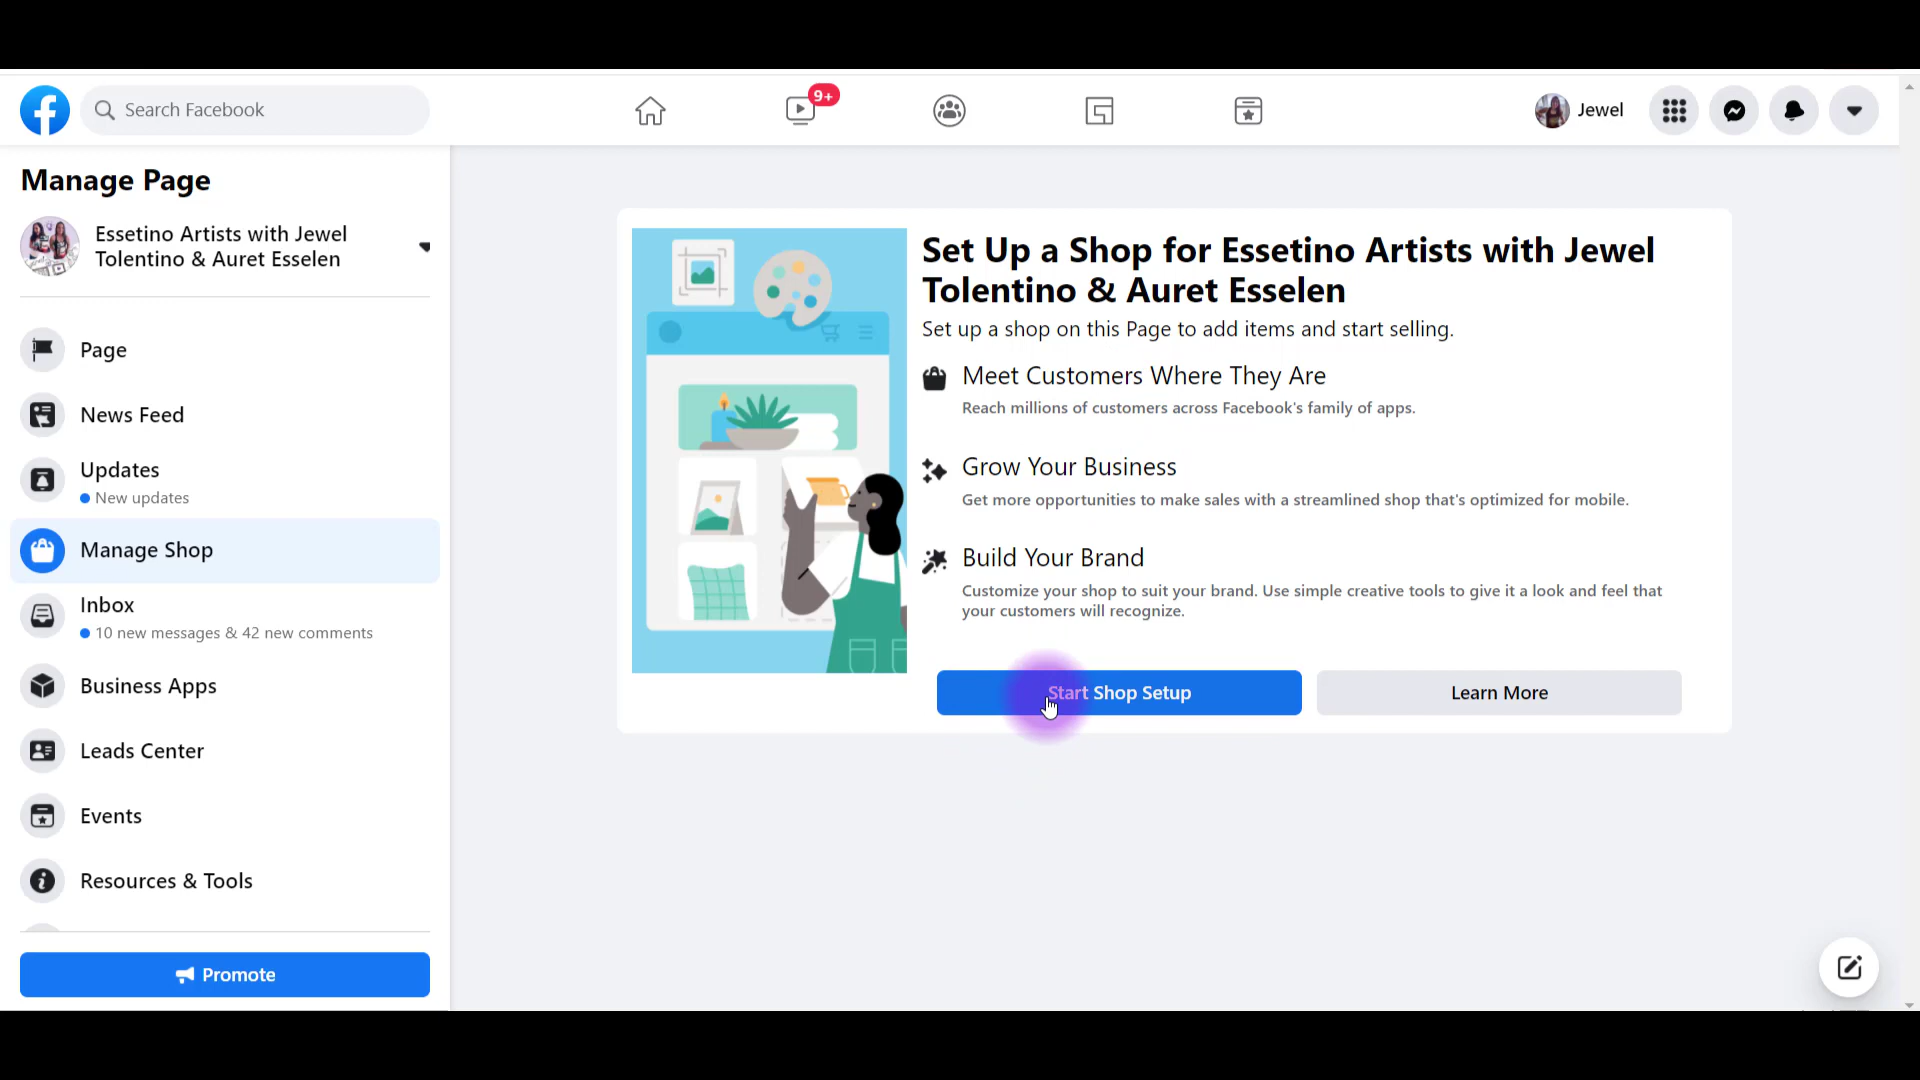 Search Facebook
9+
Jewel
Manage Page
Essetino Artists with Jewel
Tolentino & Auret Esselen
Page
News Feed
Updates
New updates
Manage Shop
Inbox
10 new messages & 42 new comments
Business Apps
Leads Center
Events
Resources & Tools
Promote
Set Up a Shop for Essetino Artists with Jewel
Tolentino & Auret Esselen
Set up a shop on this Page to add items and start selling.
Meet Customers Where They Are
Reach millions of customers across Facebook's family of apps.
Grow Your Business
Get more opportunities to make sales with a streamlined shop that's optimized for mobile.
Build Your Brand
Customize your shop to suit your brand. Use simple creative tools to give it a look and feel that
your customers will recognize.
Start Shop Setup
Learn More